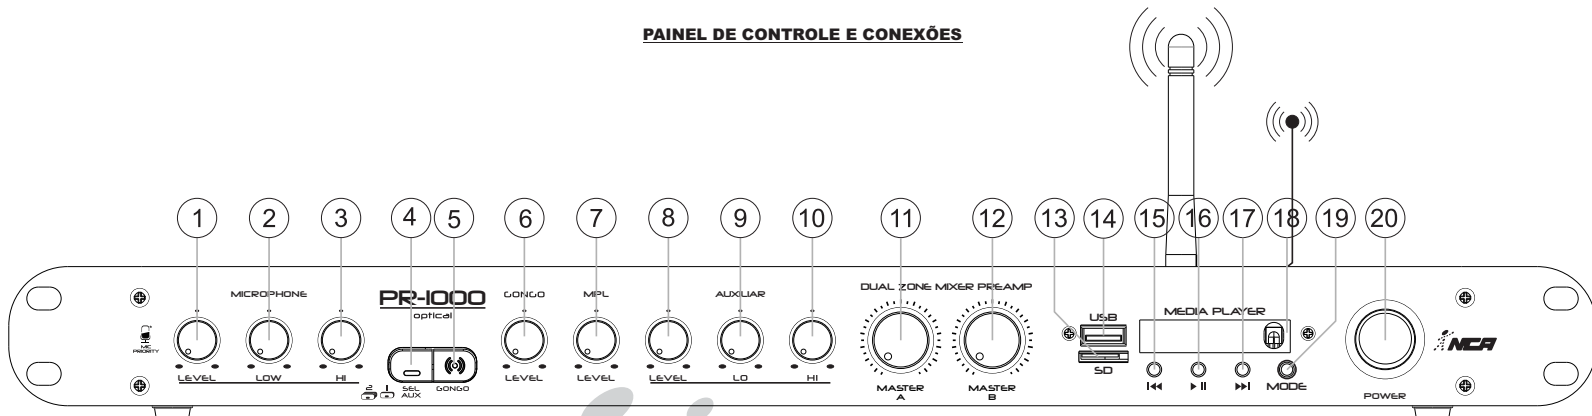 PAINEL DE CONTROLE E CONEXÕES
1 2 3 4 5 6 7 8 9 10 11 12 13 14 15 16 17 18 19 20
MICROPHONE
PR-1000
optical
GONGO
MPL
AUXILIAR
DUAL ZONE MIXER PREAMP
USB
SD
MEDIA PLAYER
MIC
PRIORITY
LEVEL LOW HI
2 1
SEL
AUX
GONGO
LEVEL
LEVEL
LEVEL LO HI
MASTER
A
MASTER
B
MODE
POWER
NCA